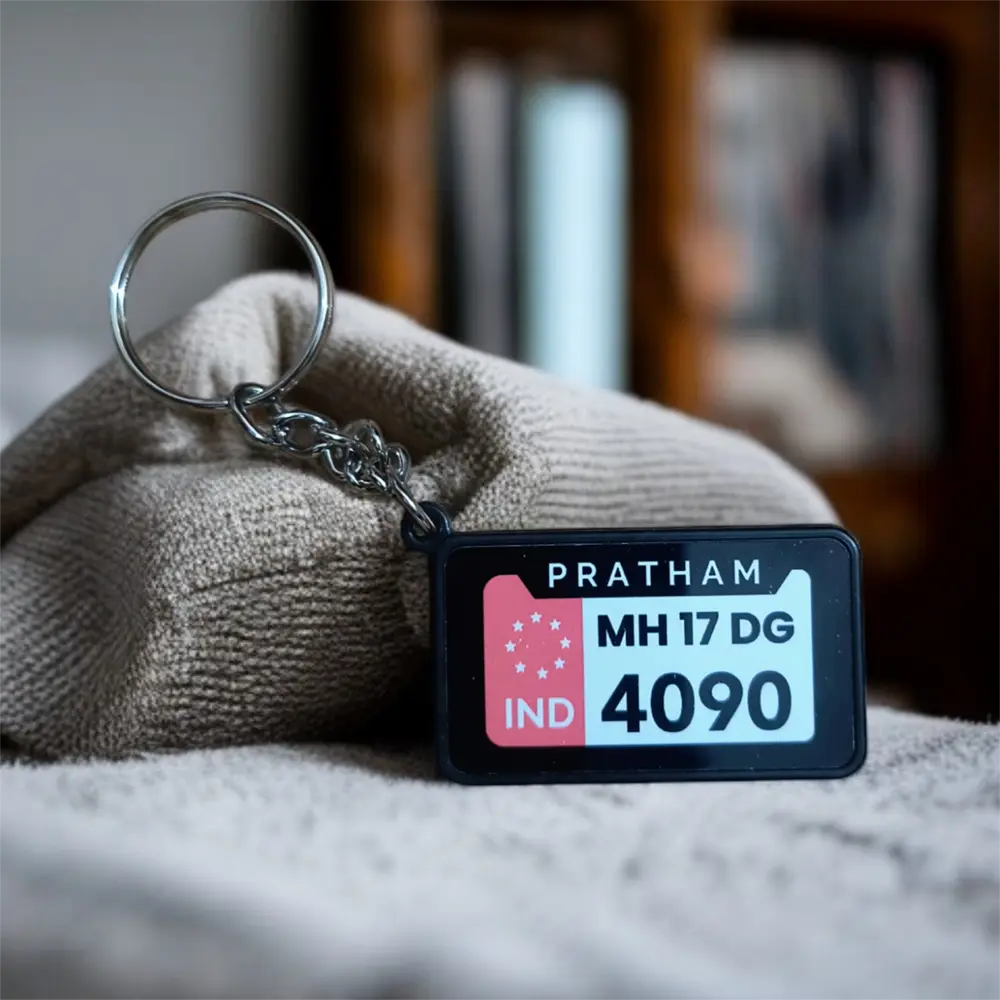 PRATHAM
MH 17 DG
IND 4090